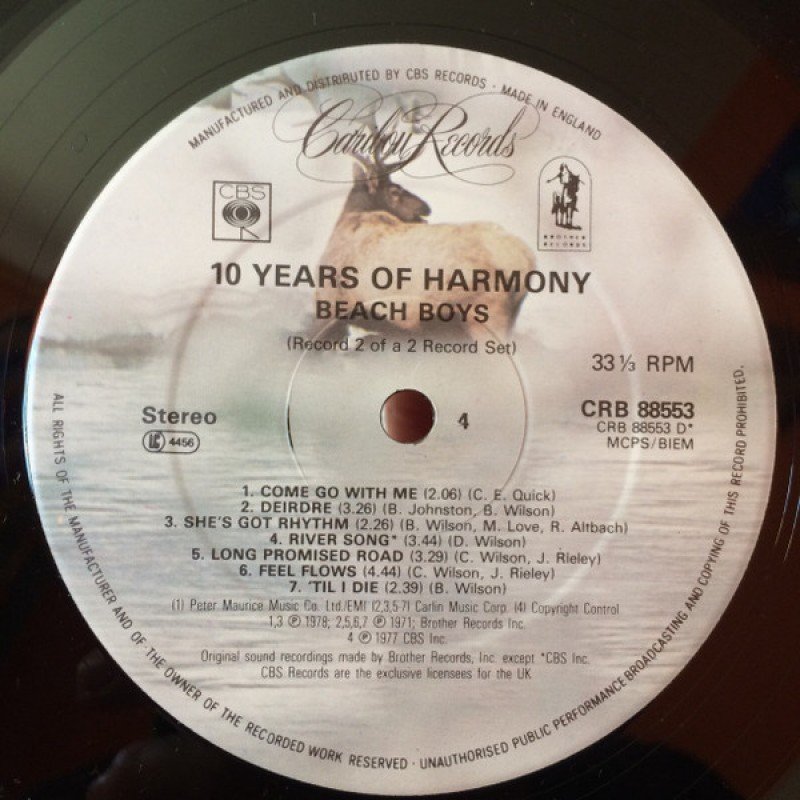 MANUFACTURED AND DISTRIBUTED BY CBS RECORDS · MADE IN ENGLAND
Caribou Records
CBS
BROTHER
RECORDS
10 YEARS OF HARMONY
BEACH BOYS
(Record 2 of a 2 Record Set)
33⅓ RPM
Stereo
LC 4456
4
CRB 88553
CRB 88553 D*
MCPS/BIEM
1. COME GO WITH ME (2.06) (C. E. Quick)
2. DEIRDRE (3.26) (B. Johnston, B. Wilson)
3. SHE'S GOT RHYTHM (2.26) (B. Wilson, M. Love, R. Altbach)
4. RIVER SONG* (3.44) (D. Wilson)
5. LONG PROMISED ROAD (3.29) (C. Wilson, J. Rieley)
6. FEEL FLOWS (4.44) (C. Wilson, J. Rieley)
7. 'TIL I DIE (2.39) (B. Wilson)
(1) Peter Maurice Music Co. Ltd./EMI (2,3,5-7) Carlin Music Corp. (4) Copyright Control
1,3 ℗ 1978; 2,5,6,7 ℗ 1971; Brother Records Inc.
4 ℗ 1977 CBS Inc.
Original sound recordings made by Brother Records, Inc. except *CBS Inc.
CBS Records are the exclusive licensees for the UK
ALL RIGHTS OF THE MANUFACTURER AND OF THE OWNER OF THE RECORDED WORK RESERVED · UNAUTHORISED PUBLIC PERFORMANCE BROADCASTING AND COPYING OF THIS RECORD PROHIBITED.